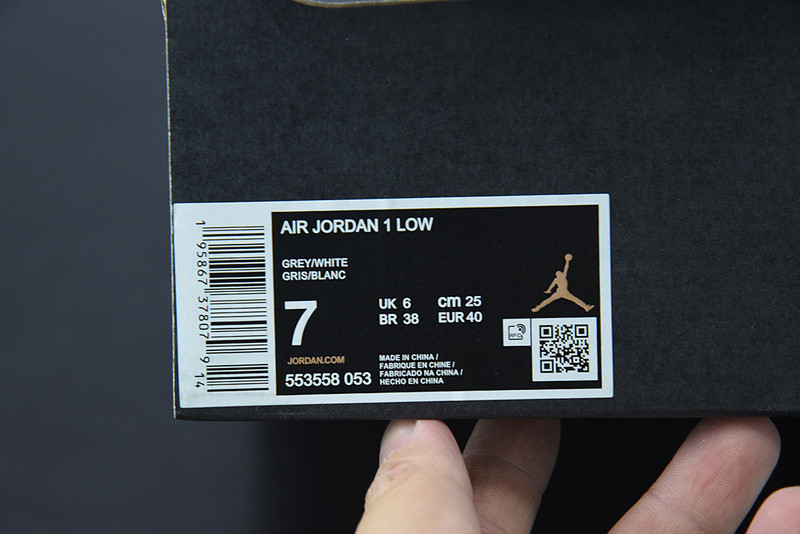 AIR JORDAN 1 LOW
GREY/WHITE
GRIS/BLANC
7
UK 6
cm 25
BR 38
EUR 40
JORDAN.COM
553558 053
MADE IN CHINA /
FABRIQUE EN CHINE /
FABRICADO NA CHINA /
HECHO EN CHINA
RFID
1 95867 37807 9 14